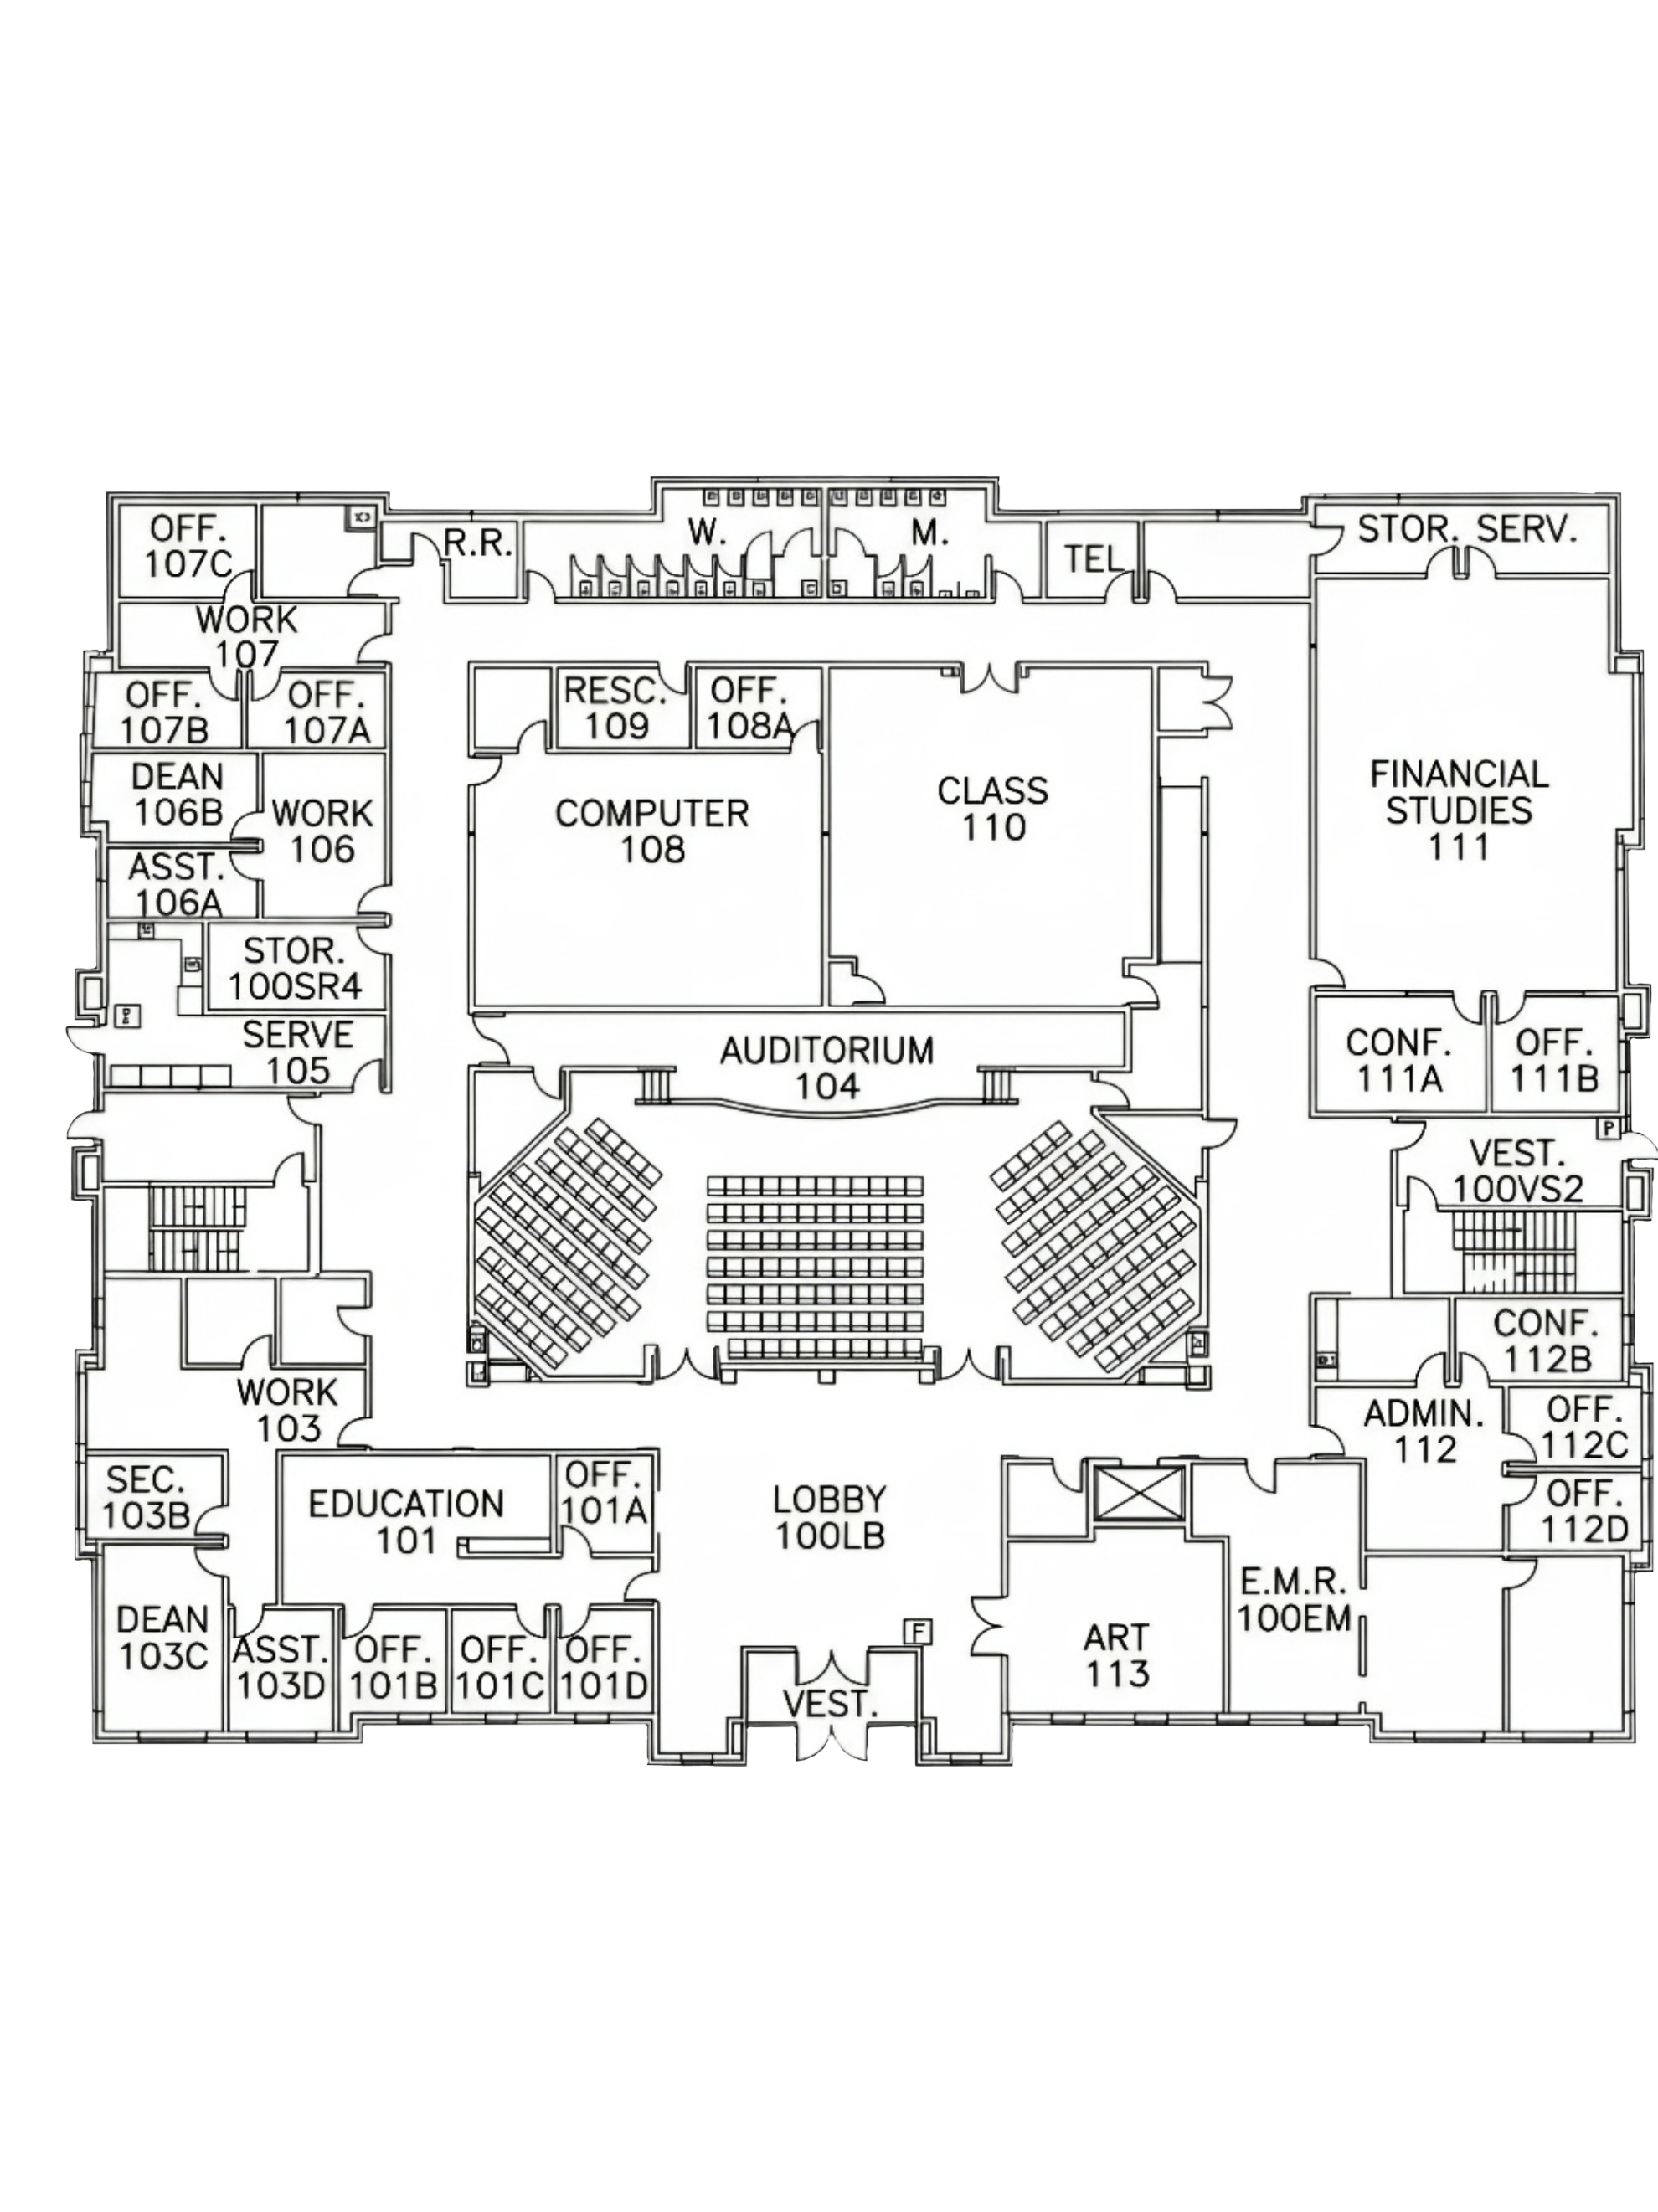 OFF.
107C
R.R.
W.
M.
TEL
STOR. SERV.
WORK
107
OFF.
107B
OFF.
107A
RESC.
109
OFF.
108A
DEAN
106B
WORK
106
ASST.
106A
COMPUTER
108
CLASS
110
FINANCIAL
STUDIES
111
STOR.
100SR4
SERVE
105
AUDITORIUM
104
CONF.
111A
OFF.
111B
P
VEST.
100VS2
CONF.
112B
WORK
103
ADMIN.
112
OFF.
112C
SEC.
103B
EDUCATION
101
OFF.
101A
LOBBY
100LB
OFF.
112D
E.M.R.
100EM
DEAN
103C
ASST.
103D
OFF.
101B
OFF.
101C
OFF.
101D
F
VEST.
ART
113